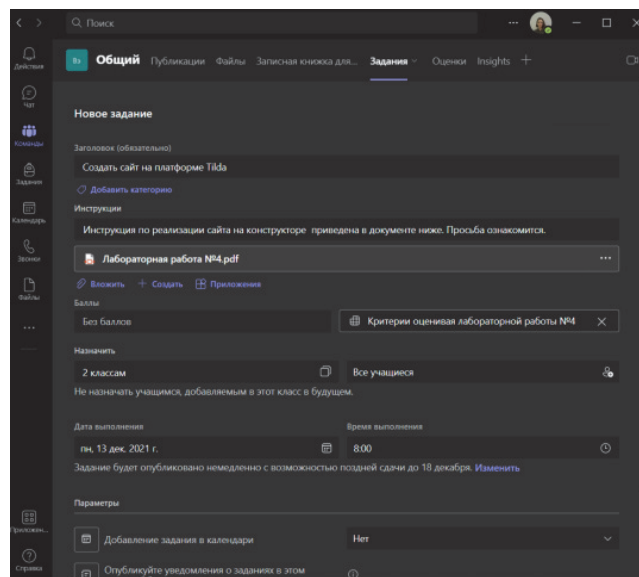 Поиск
Вз Общий Публикации Файлы Записная книжка для... Задания Оценки Insights
Действия
Чат
Команды
Задания
Календарь
Звонки
Файлы
Новое задание
Заголовок (обязательно)
Создать сайт на платформе Tilda
Добавить категорию
Инструкции
Инструкция по реализации сайта на конструкторе приведена в документе ниже. Просьба ознакомится.
Лабораторная работа №4.pdf
Вложить + Создать Приложения
Баллы
Без баллов Критерии оценивая лабораторной работы №4
Назначить
2 классам Все учащиеся
Не назначать учащимся, добавляемым в этот класс в будущем.
Дата выполнения Время выполнения
пн, 13 дек. 2021 г. 8:00
Задание будет опубликовано немедленно с возможностью поздней сдачи до 18 декабря. Изменить
Параметры
Добавление задания в календари Нет
Опубликуйте уведомления о заданиях в этом
Приложен...
Справка